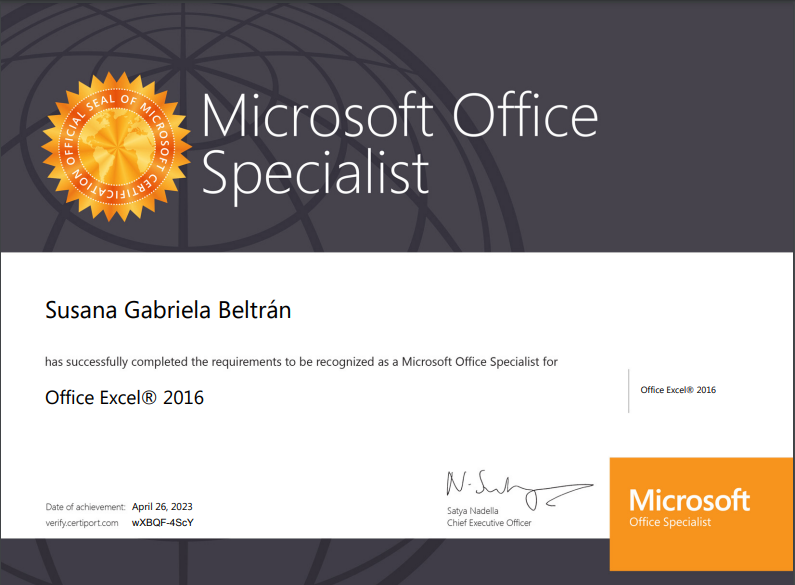 OFFICIAL SEAL OF MICROSOFT CERTIFICATION
Microsoft Office
Specialist
Susana Gabriela Beltrán
has successfully completed the requirements to be recognized as a Microsoft Office Specialist for
Office Excel® 2016
Office Excel® 2016
Date of achievement: April 26, 2023
verify.certiport.com wXBQF-4ScY
Satya Nadella
Chief Executive Officer
Microsoft
Office Specialist